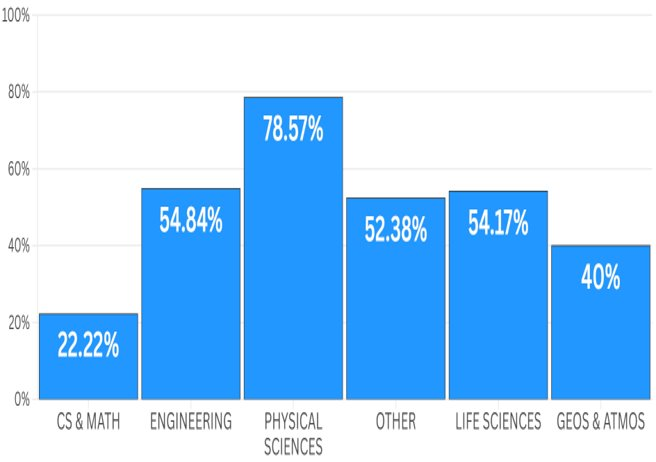 100%
80%
60%
40%
20%
0%
22.22%
54.84%
78.57%
52.38%
54.17%
40%
CS & MATH
ENGINEERING
PHYSICAL
SCIENCES
OTHER
LIFE SCIENCES
GEOS & ATMOS